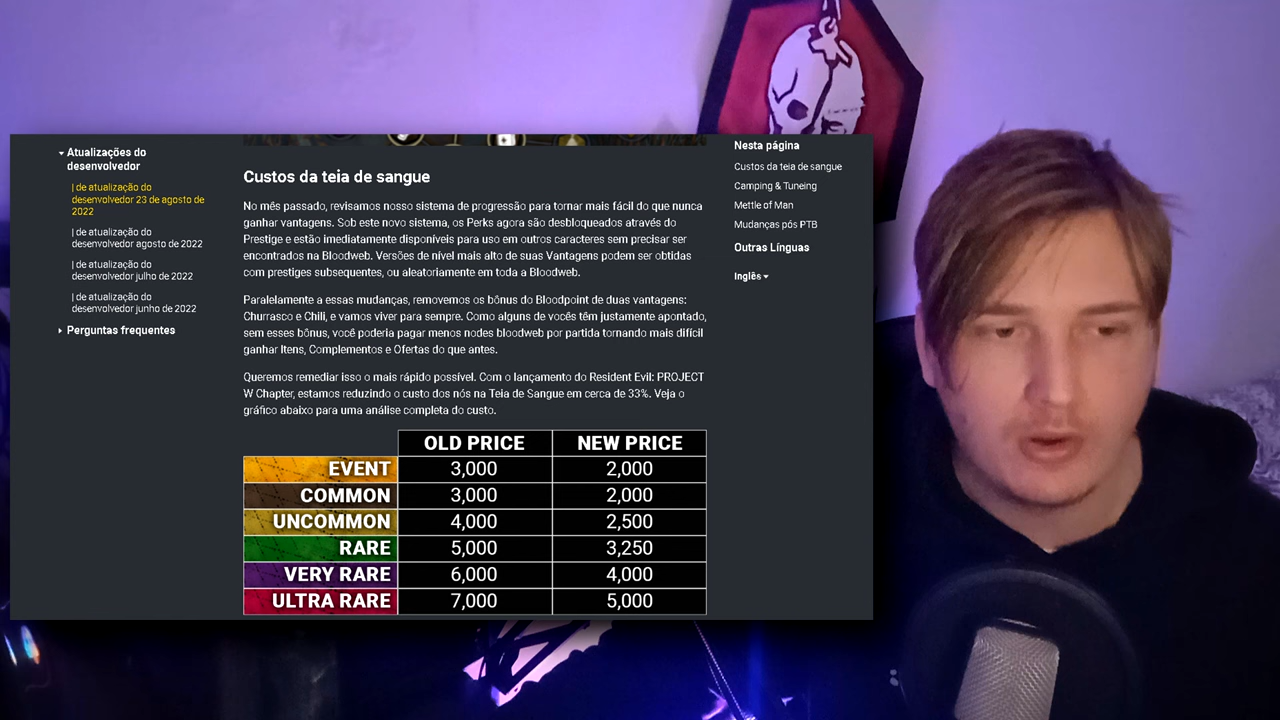 Atualizações do
desenvolvedor
| de atualização do
desenvolvedor 23 de agosto de
2022
| de atualização do
desenvolvedor agosto de 2022
| de atualização do
desenvolvedor julho de 2022
| de atualização do
desenvolvedor junho de 2022
Perguntas frequentes
Custos da teia de sangue
No mês passado, revisamos nosso sistema de progressão para tornar mais fácil do que nunca
ganhar vantagens. Sob este novo sistema, os Perks agora são desbloqueados através do
Prestige e estão imediatamente disponíveis para uso em outros caracteres sem precisar ser
encontrados na Bloodweb. Versões de nível mais alto de suas Vantagens podem ser obtidas
com prestiges subsequentes, ou aleatoriamente em toda a Bloodweb.
Paralelamente a essas mudanças, removemos os bônus do Bloodpoint de duas vantagens:
Churrasco e Chili, e vamos viver para sempre. Como alguns de vocês têm justamente apontado,
sem esses bônus, você poderia pagar menos nodes bloodweb por partida tornando mais difícil
ganhar Itens, Complementos e Ofertas do que antes.
Queremos remediar isso o mais rápido possível. Com o lançamento do Resident Evil: PROJECT
W Chapter, estamos reduzindo o custo dos nós na Teia de Sangue em cerca de 33%. Veja o
gráfico abaixo para uma análise completa do custo.
OLD PRICE NEW PRICE
EVENT 3,000 2,000
COMMON 3,000 2,000
UNCOMMON 4,000 2,500
RARE 5,000 3,250
VERY RARE 6,000 4,000
ULTRA RARE 7,000 5,000
Nesta página
Custos da teia de sangue
Camping & Tuneing
Mettle of Man
Mudanças pós PTB
Outras Línguas
Inglês